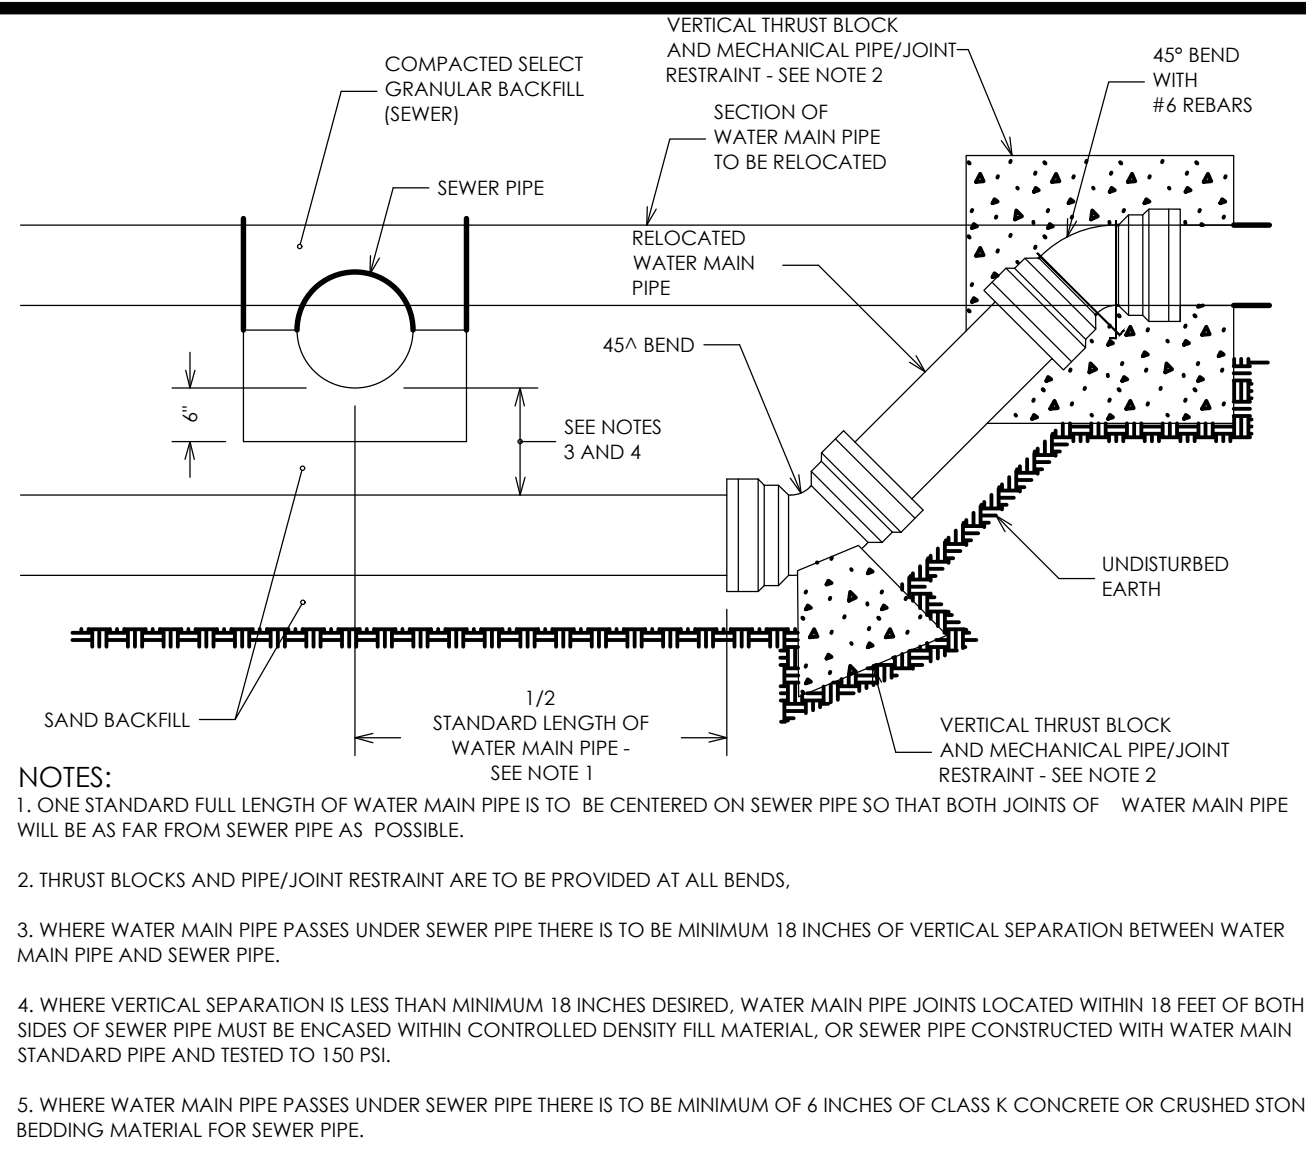 VERTICAL THRUST BLOCK
AND MECHANICAL PIPE/JOINT
RESTRAINT - SEE NOTE 2
COMPACTED SELECT
GRANULAR BACKFILL
(SEWER)
45° BEND
WITH
#6 REBARS
SECTION OF
WATER MAIN PIPE
TO BE RELOCATED
SEWER PIPE
RELOCATED
WATER MAIN
PIPE
45^ BEND
6"
SEE NOTES
3 AND 4
UNDISTURBED
EARTH
SAND BACKFILL
1/2
STANDARD LENGTH OF
WATER MAIN PIPE -
SEE NOTE 1
VERTICAL THRUST BLOCK
AND MECHANICAL PIPE/JOINT
RESTRAINT - SEE NOTE 2
NOTES:
1. ONE STANDARD FULL LENGTH OF WATER MAIN PIPE IS TO BE CENTERED ON SEWER PIPE SO THAT BOTH JOINTS OF WATER MAIN PIPE
WILL BE AS FAR FROM SEWER PIPE AS POSSIBLE.
2. THRUST BLOCKS AND PIPE/JOINT RESTRAINT ARE TO BE PROVIDED AT ALL BENDS,
3. WHERE WATER MAIN PIPE PASSES UNDER SEWER PIPE THERE IS TO BE MINIMUM 18 INCHES OF VERTICAL SEPARATION BETWEEN WATER
MAIN PIPE AND SEWER PIPE.
4. WHERE VERTICAL SEPARATION IS LESS THAN MINIMUM 18 INCHES DESIRED, WATER MAIN PIPE JOINTS LOCATED WITHIN 18 FEET OF BOTH
SIDES OF SEWER PIPE MUST BE ENCASED WITHIN CONTROLLED DENSITY FILL MATERIAL, OR SEWER PIPE CONSTRUCTED WITH WATER MAIN
STANDARD PIPE AND TESTED TO 150 PSI.
5. WHERE WATER MAIN PIPE PASSES UNDER SEWER PIPE THERE IS TO BE MINIMUM OF 6 INCHES OF CLASS K CONCRETE OR CRUSHED STON
BEDDING MATERIAL FOR SEWER PIPE.